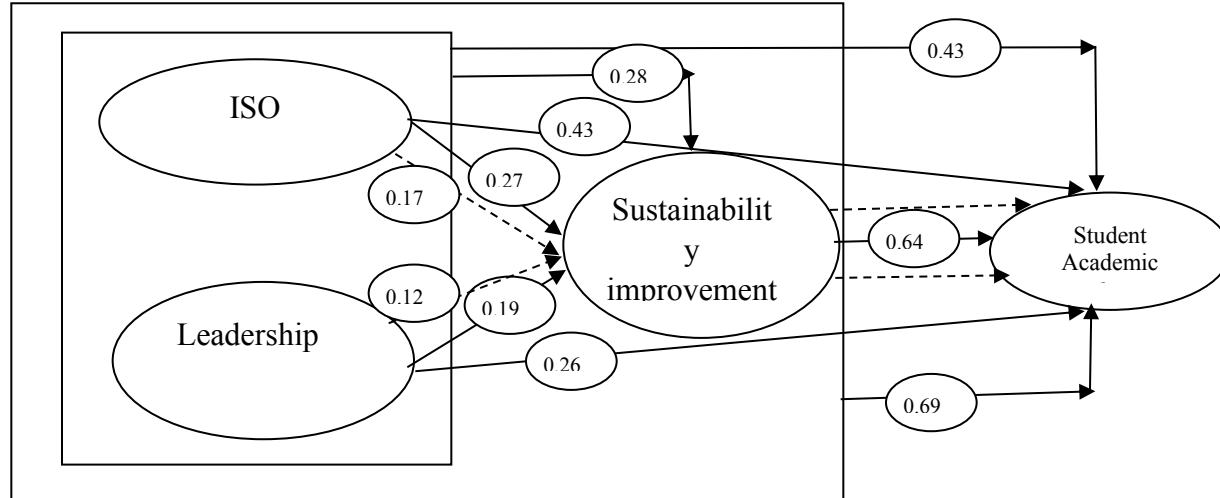 0.43
0.28
ISO
0.43
0.27
0.17
Sustainabilit
y
improvement
0.64
Student
Academic
0.12
0.19
Leadership
0.26
0.69